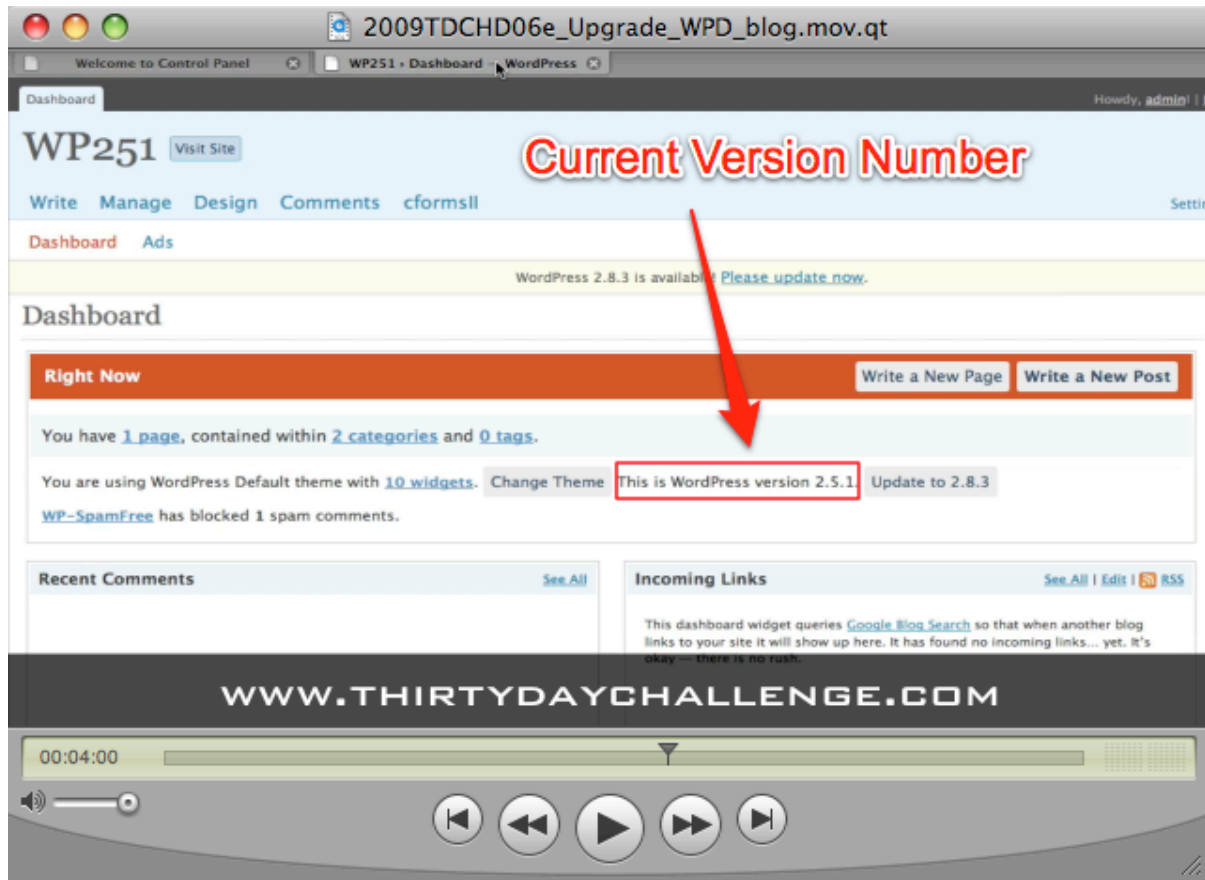 2009TDCHD06e_Upgrade_WPD_blog.mov.qt
Welcome to Control Panel
WP251 › Dashboard — WordPress
Dashboard
Howdy, admin! |
WP251
Visit Site
Current Version Number
Write Manage Design Comments cformsII
Settin
Dashboard Ads
WordPress 2.8.3 is available! Please update now.
Dashboard
Right Now
Write a New Page
Write a New Post
You have 1 page, contained within 2 categories and 0 tags.
You are using WordPress Default theme with 10 widgets. Change Theme This is WordPress version 2.5.1. Update to 2.8.3
WP-SpamFree has blocked 1 spam comments.
Recent Comments
See All
Incoming Links
See All | Edit | RSS
This dashboard widget queries Google Blog Search so that when another blog
links to your site it will show up here. It has found no incoming links... yet. It's
okay — there is no rush.
WWW.THIRTYDAYCHALLENGE.COM
00:04:00